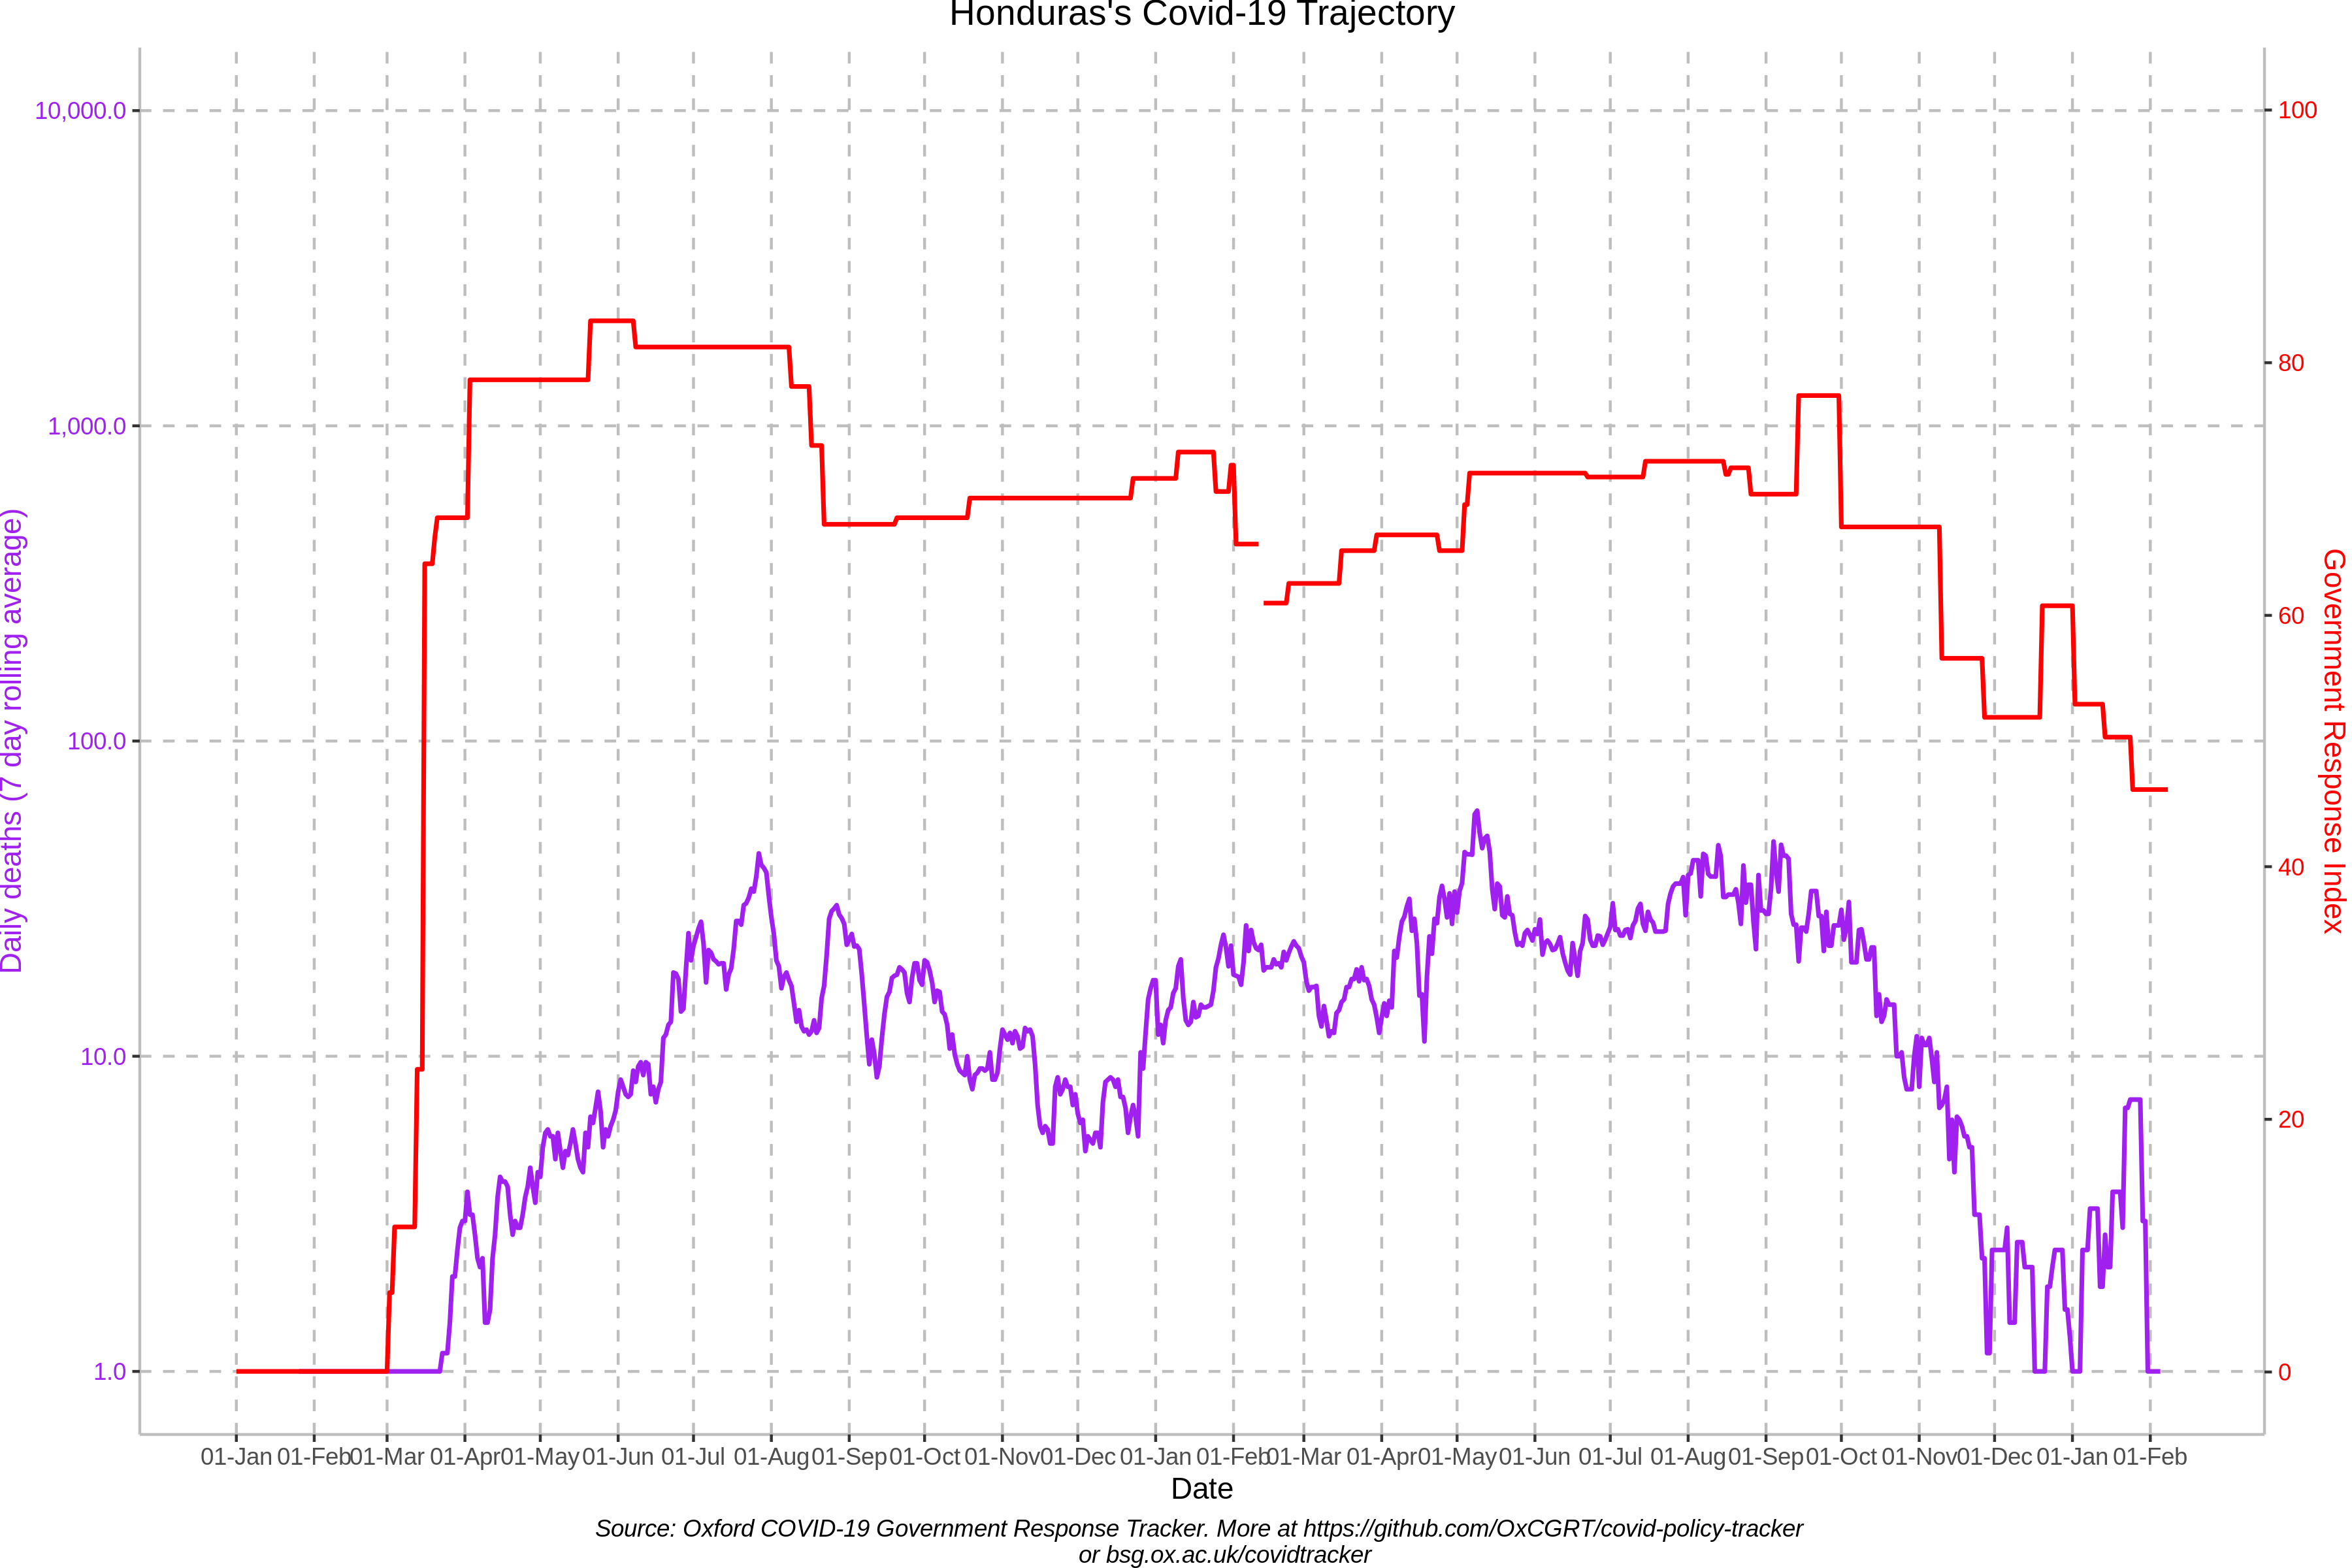 Honduras's Covid-19 Trajectory
10,000.0
1,000.0
100.0
10.0
1.0
Daily deaths (7 day rolling average)
100
80
60
40
20
0
Government Response Index
01-Jan 01-Feb 01-Mar 01-Apr 01-May 01-Jun 01-Jul 01-Aug 01-Sep 01-Oct 01-Nov 01-Dec 01-Jan 01-Feb 01-Mar 01-Apr 01-May 01-Jun 01-Jul 01-Aug 01-Sep 01-Oct 01-Nov 01-Dec 01-Jan 01-Feb
Date
Source: Oxford COVID-19 Government Response Tracker. More at https://github.com/OxCGRT/covid-policy-tracker
or bsg.ox.ac.uk/covidtracker